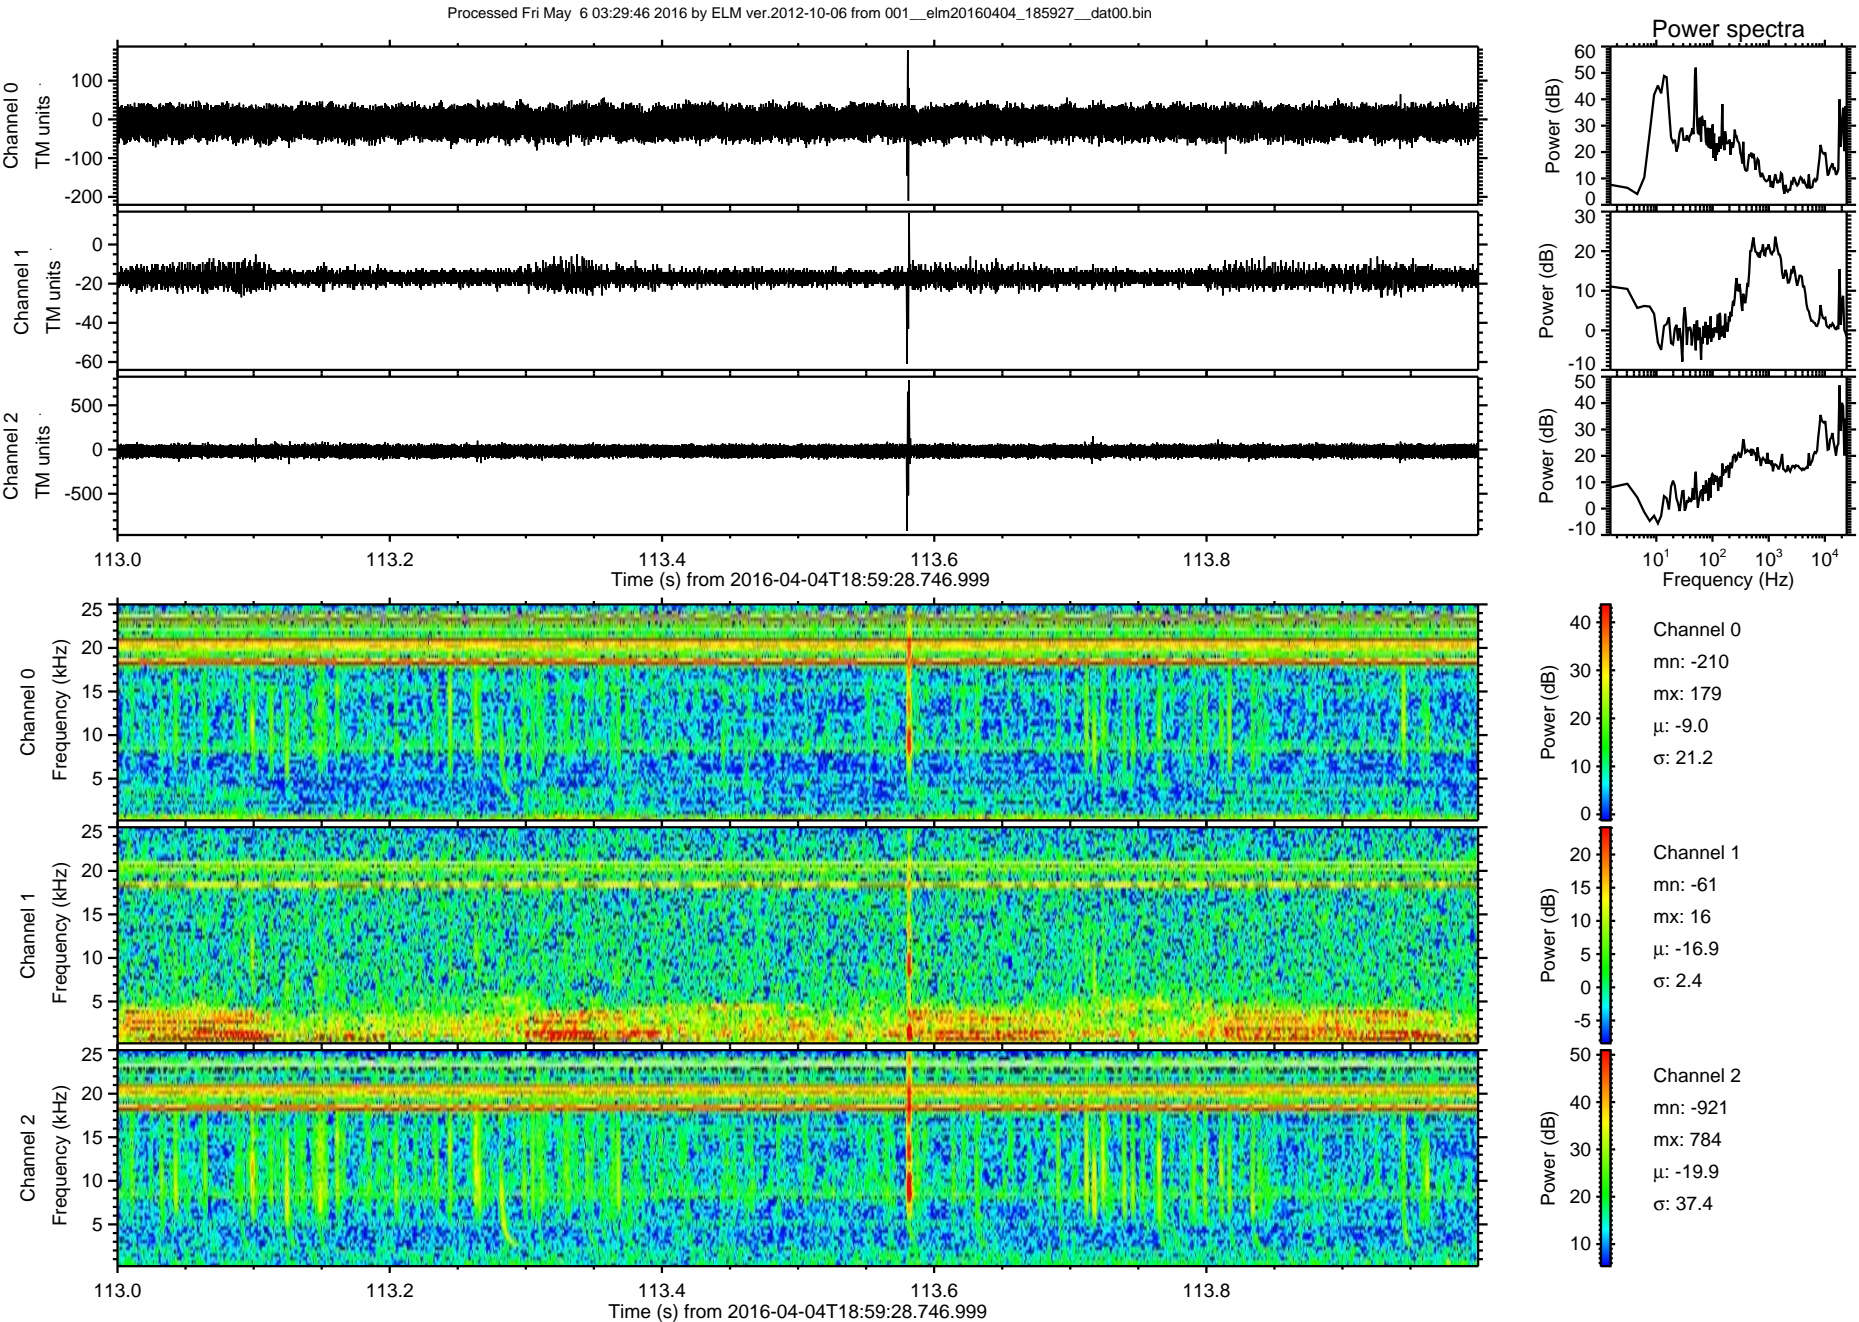 Processed Fri May  6 03:29:46 2016 by ELM ver.2012-10-06 from 001__elm20160404_185927__dat00.bin
Power spectra
Channel 0
TM units
100
0
-100
-200
Power (dB)
60
50
40
30
20
10
0
Channel 1
TM units
0
-20
-40
-60
Power (dB)
30
20
10
0
-10
Channel 2
TM units
500
0
-500
Power (dB)
50
40
30
20
10
0
-10
113.0 113.2 113.4 113.6 113.8
Time (s) from 2016-04-04T18:59:28.746.999
10¹ 10² 10³ 10⁴
Frequency (Hz)
Channel 0
Frequency (kHz)
25
20
15
10
5
Power (dB)
40
30
20
10
0
Channel 0
mn: -210
mx: 179
μ: -9.0
σ: 21.2
Channel 1
Frequency (kHz)
25
20
15
10
5
Power (dB)
20
15
10
5
0
-5
Channel 1
mn: -61
mx: 16
μ: -16.9
σ: 2.4
Channel 2
Frequency (kHz)
25
20
15
10
5
Power (dB)
50
40
30
20
10
Channel 2
mn: -921
mx: 784
μ: -19.9
σ: 37.4
113.0 113.2 113.4 113.6 113.8
Time (s) from 2016-04-04T18:59:28.746.999